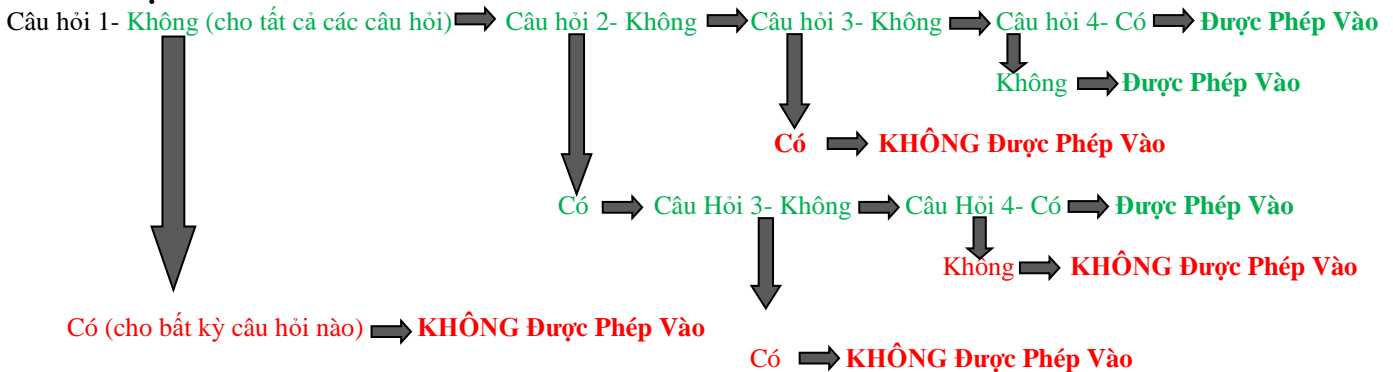 Câu hỏi 1- Không (cho tất cả các câu hỏi) Câu hỏi 2- Không Câu hỏi 3- Không Câu hỏi 4- Có Được Phép Vào
Không Được Phép Vào
Có KHÔNG Được Phép Vào
Có Câu Hỏi 3- Không Câu Hỏi 4- Có Được Phép Vào
Không KHÔNG Được Phép Vào
Có (cho bất kỳ câu hỏi nào) KHÔNG Được Phép Vào
Có KHÔNG Được Phép Vào